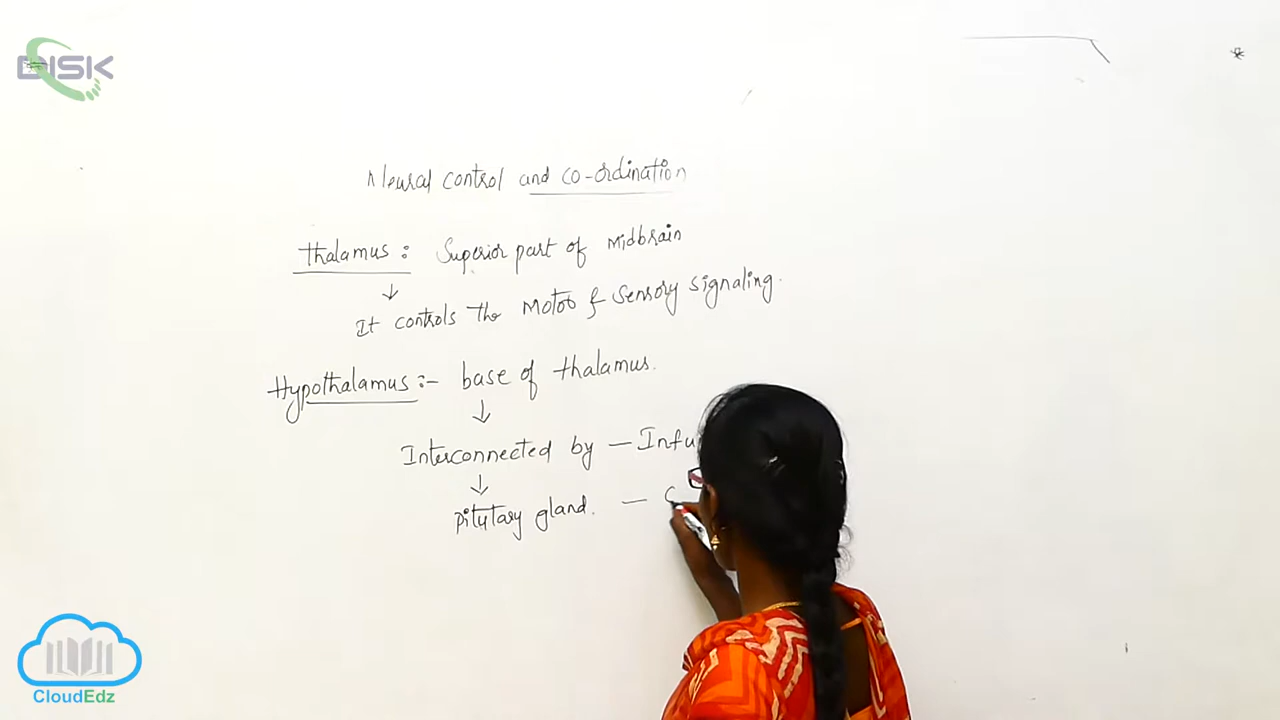 DISK
Neural control and co-ordination
Thalamus : Superior part of Midbrain
↓
It controls the Motor & Sensory signaling.
Hypothalamus :- base of thalamus.
↓
Interconnected by — Infu
↓
pitutary gland. —
CloudEdz